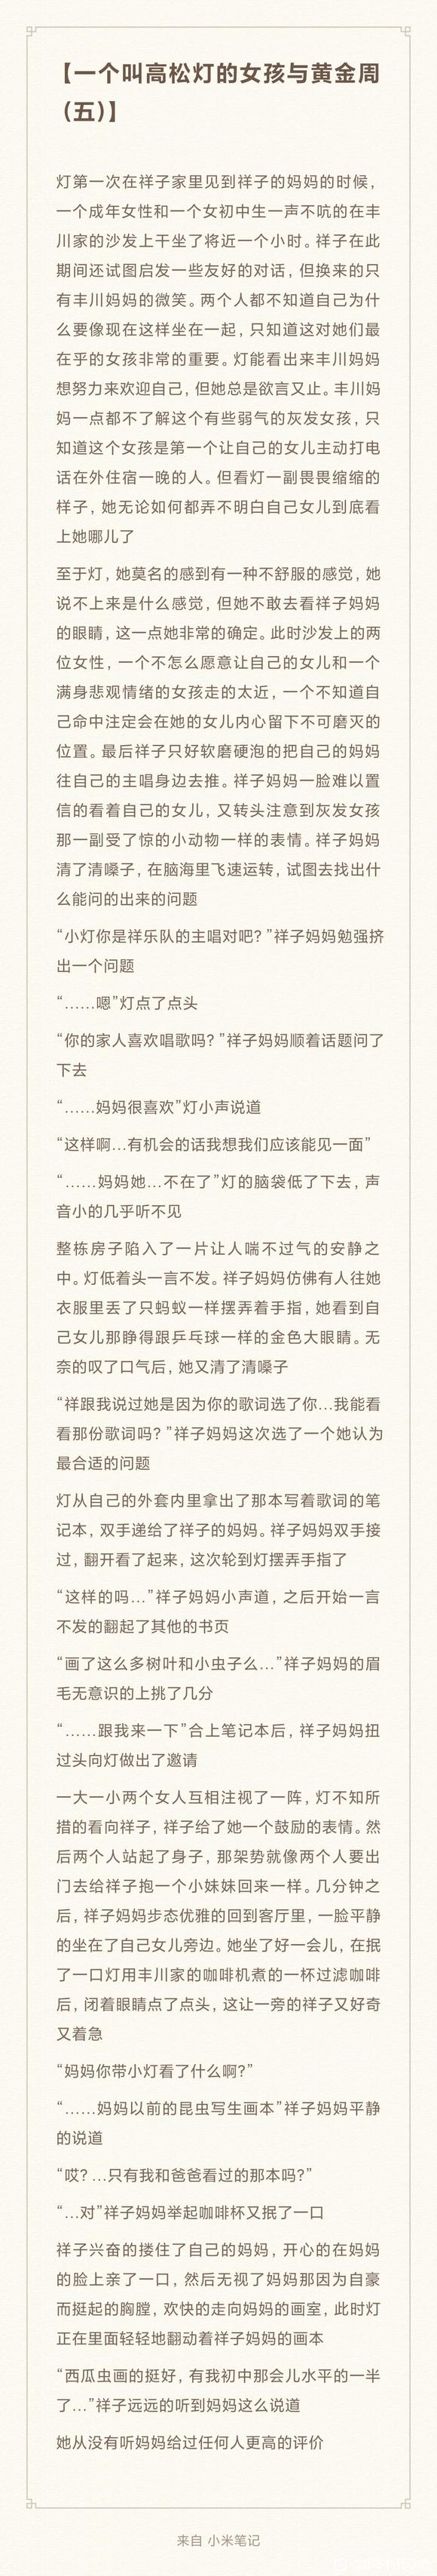 【一个叫高松灯的女孩与黄金周
（五）】
灯第一次在祥子家里见到祥子的妈妈的时候，
一个成年女性和一个女初中生一声不吭的在丰
川家的沙发上干坐了将近一个小时。祥子在此
期间还试图启发一些友好的对话，但换来的只
有丰川妈妈的微笑。两个人都不知道自己为什
么要像现在这样坐在一起，只知道这对她们最
在乎的女孩非常的重要。灯能看出来丰川妈妈
想努力来欢迎自己，但她总是欲言又止。丰川妈
妈一点都不了解这个有些弱气的灰发女孩，只
知道这个女孩是第一个让自己的女儿主动打电
话在外住宿一晚的人。但看灯一副畏畏缩缩的
样子，她无论如何都弄不明白自己女儿到底看
上她哪儿了
至于灯，她莫名的感到有一种不舒服的感觉，她
说不上来是什么感觉，但她不敢去看祥子妈妈
的眼睛，这一点她非常的确定。此时沙发上的两
位女性，一个不怎么愿意让自己的女儿和一个
满身悲观情绪的女孩走的太近，一个不知道自
己命中注定会在她的女儿内心留下不可磨灭的
位置。最后祥子只好软磨硬泡的把自己的妈妈
往自己的主唱身边去推。祥子妈妈一脸难以置
信的看着自己的女儿，又转头注意到灰发女孩
那一副受了惊的小动物一样的表情。祥子妈妈
清了清嗓子，在脑海里飞速运转，试图去找出什
么能问的出来的问题
“小灯你是祥乐队的主唱对吧？”祥子妈妈勉强挤
出一个问题
“……嗯”灯点了点头
“你的家人喜欢唱歌吗？”祥子妈妈顺着话题问了
下去
“……妈妈很喜欢”灯小声说道
“这样啊…有机会的话我想我们应该能见一面”
“……妈妈她…不在了”灯的脑袋低了下去，声
音小的几乎听不见
整栋房子陷入了一片让人喘不过气的安静之
中。灯低着头一言不发。祥子妈妈仿佛有人往她
衣服里丢了只蚂蚁一样摆弄着手指，她看到自
己女儿那睁得跟乒乓球一样的金色大眼睛。无
奈的叹了口气后，她又清了清嗓子
“祥跟我说过她是因为你的歌词选了你…我能看
看那份歌词吗？”祥子妈妈这次选了一个她认为
最合适的问题
灯从自己的外套内里拿出了那本写着歌词的笔
记本，双手递给了祥子的妈妈。祥子妈妈双手接
过，翻开看了起来，这次轮到灯摆弄手指了
“这样的吗…”祥子妈妈小声道，之后开始一言
不发的翻起了其他的书页
“画了这么多树叶和小虫子么…”祥子妈妈的眉
毛无意识的上挑了几分
“……跟我来一下”合上笔记本后，祥子妈妈扭
过头向灯做出了邀请
一大一小两个女人互相注视了一阵，灯不知所
措的看向祥子，祥子给了她一个鼓励的表情。然
后两个人站起了身子，那架势就像两个人要出
门去给祥子抱一个小妹妹回来一样。几分钟之
后，祥子妈妈步态优雅的回到客厅里，一脸平静
的坐在了自己女儿旁边。她坐了好一会儿，在抿
了一口灯用丰川家的咖啡机煮的一杯过滤咖啡
后，闭着眼睛点了点头，这让一旁的祥子又好奇
又着急
“妈妈你带小灯看了什么啊？”
“……妈妈以前的昆虫写生画本”祥子妈妈平静
的说道
“哎？…只有我和爸爸看过的那本吗？”
“…对”祥子妈妈举起咖啡杯又抿了一口
祥子兴奋的搂住了自己的妈妈，开心的在妈妈
的脸上亲了一口，然后无视了妈妈那因为自豪
而挺起的胸膛，欢快的走向妈妈的画室，此时灯
正在里面轻轻地翻动着祥子妈妈的画本
“西瓜虫画的挺好，有我初中那会儿水平的一半
了…”祥子远远的听到妈妈这么说道
她从没有听妈妈给过任何人更高的评价
来自 小米笔记